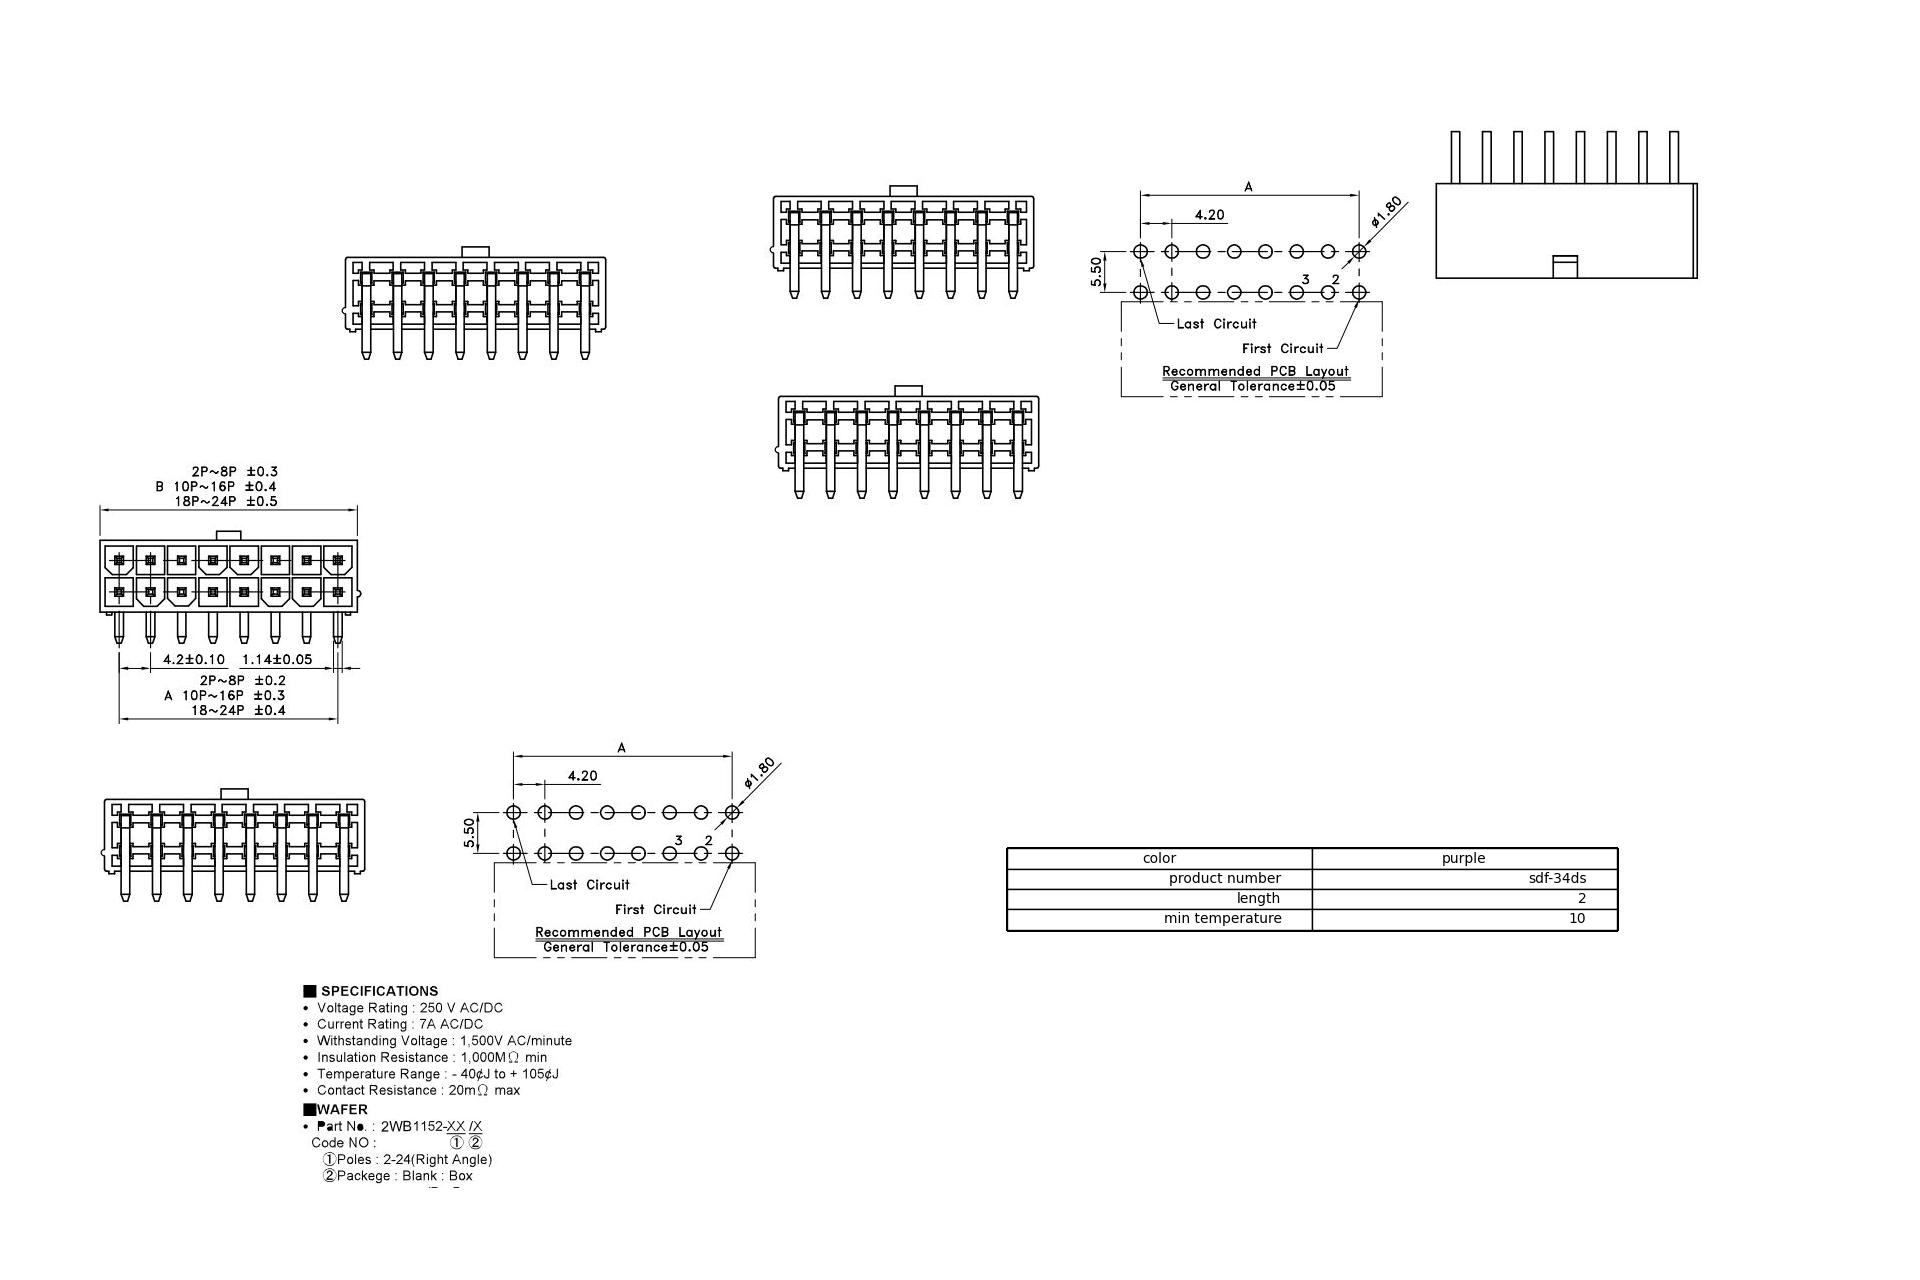 A
4.20
ø1.80
5.50
3 2
Last Circuit
First Circuit
Recommended PCB Layout
General Tolerance±0.05
2P~8P ±0.3
B 10P~16P ±0.4
18P~24P ±0.5
4.2±0.10 1.14±0.05
2P~8P ±0.2
A 10P~16P ±0.3
18~24P ±0.4
A
4.20
ø1.80
5.50
3 2
Last Circuit
First Circuit
Recommended PCB Layout
General Tolerance±0.05
color purple
product number sdf-34ds
length 2
min temperature 10
■ SPECIFICATIONS
• Voltage Rating : 250 V AC/DC
• Current Rating : 7A AC/DC
• Withstanding Voltage : 1,500V AC/minute
• Insulation Resistance : 1,000MΩ min
• Temperature Range : - 40¢J to + 105¢J
• Contact Resistance : 20mΩ max
■WAFER
• Part No. : 2WB1152-XX /X
Code NO : ① ②
①Poles : 2-24(Right Angle)
②Packege : Blank : Box